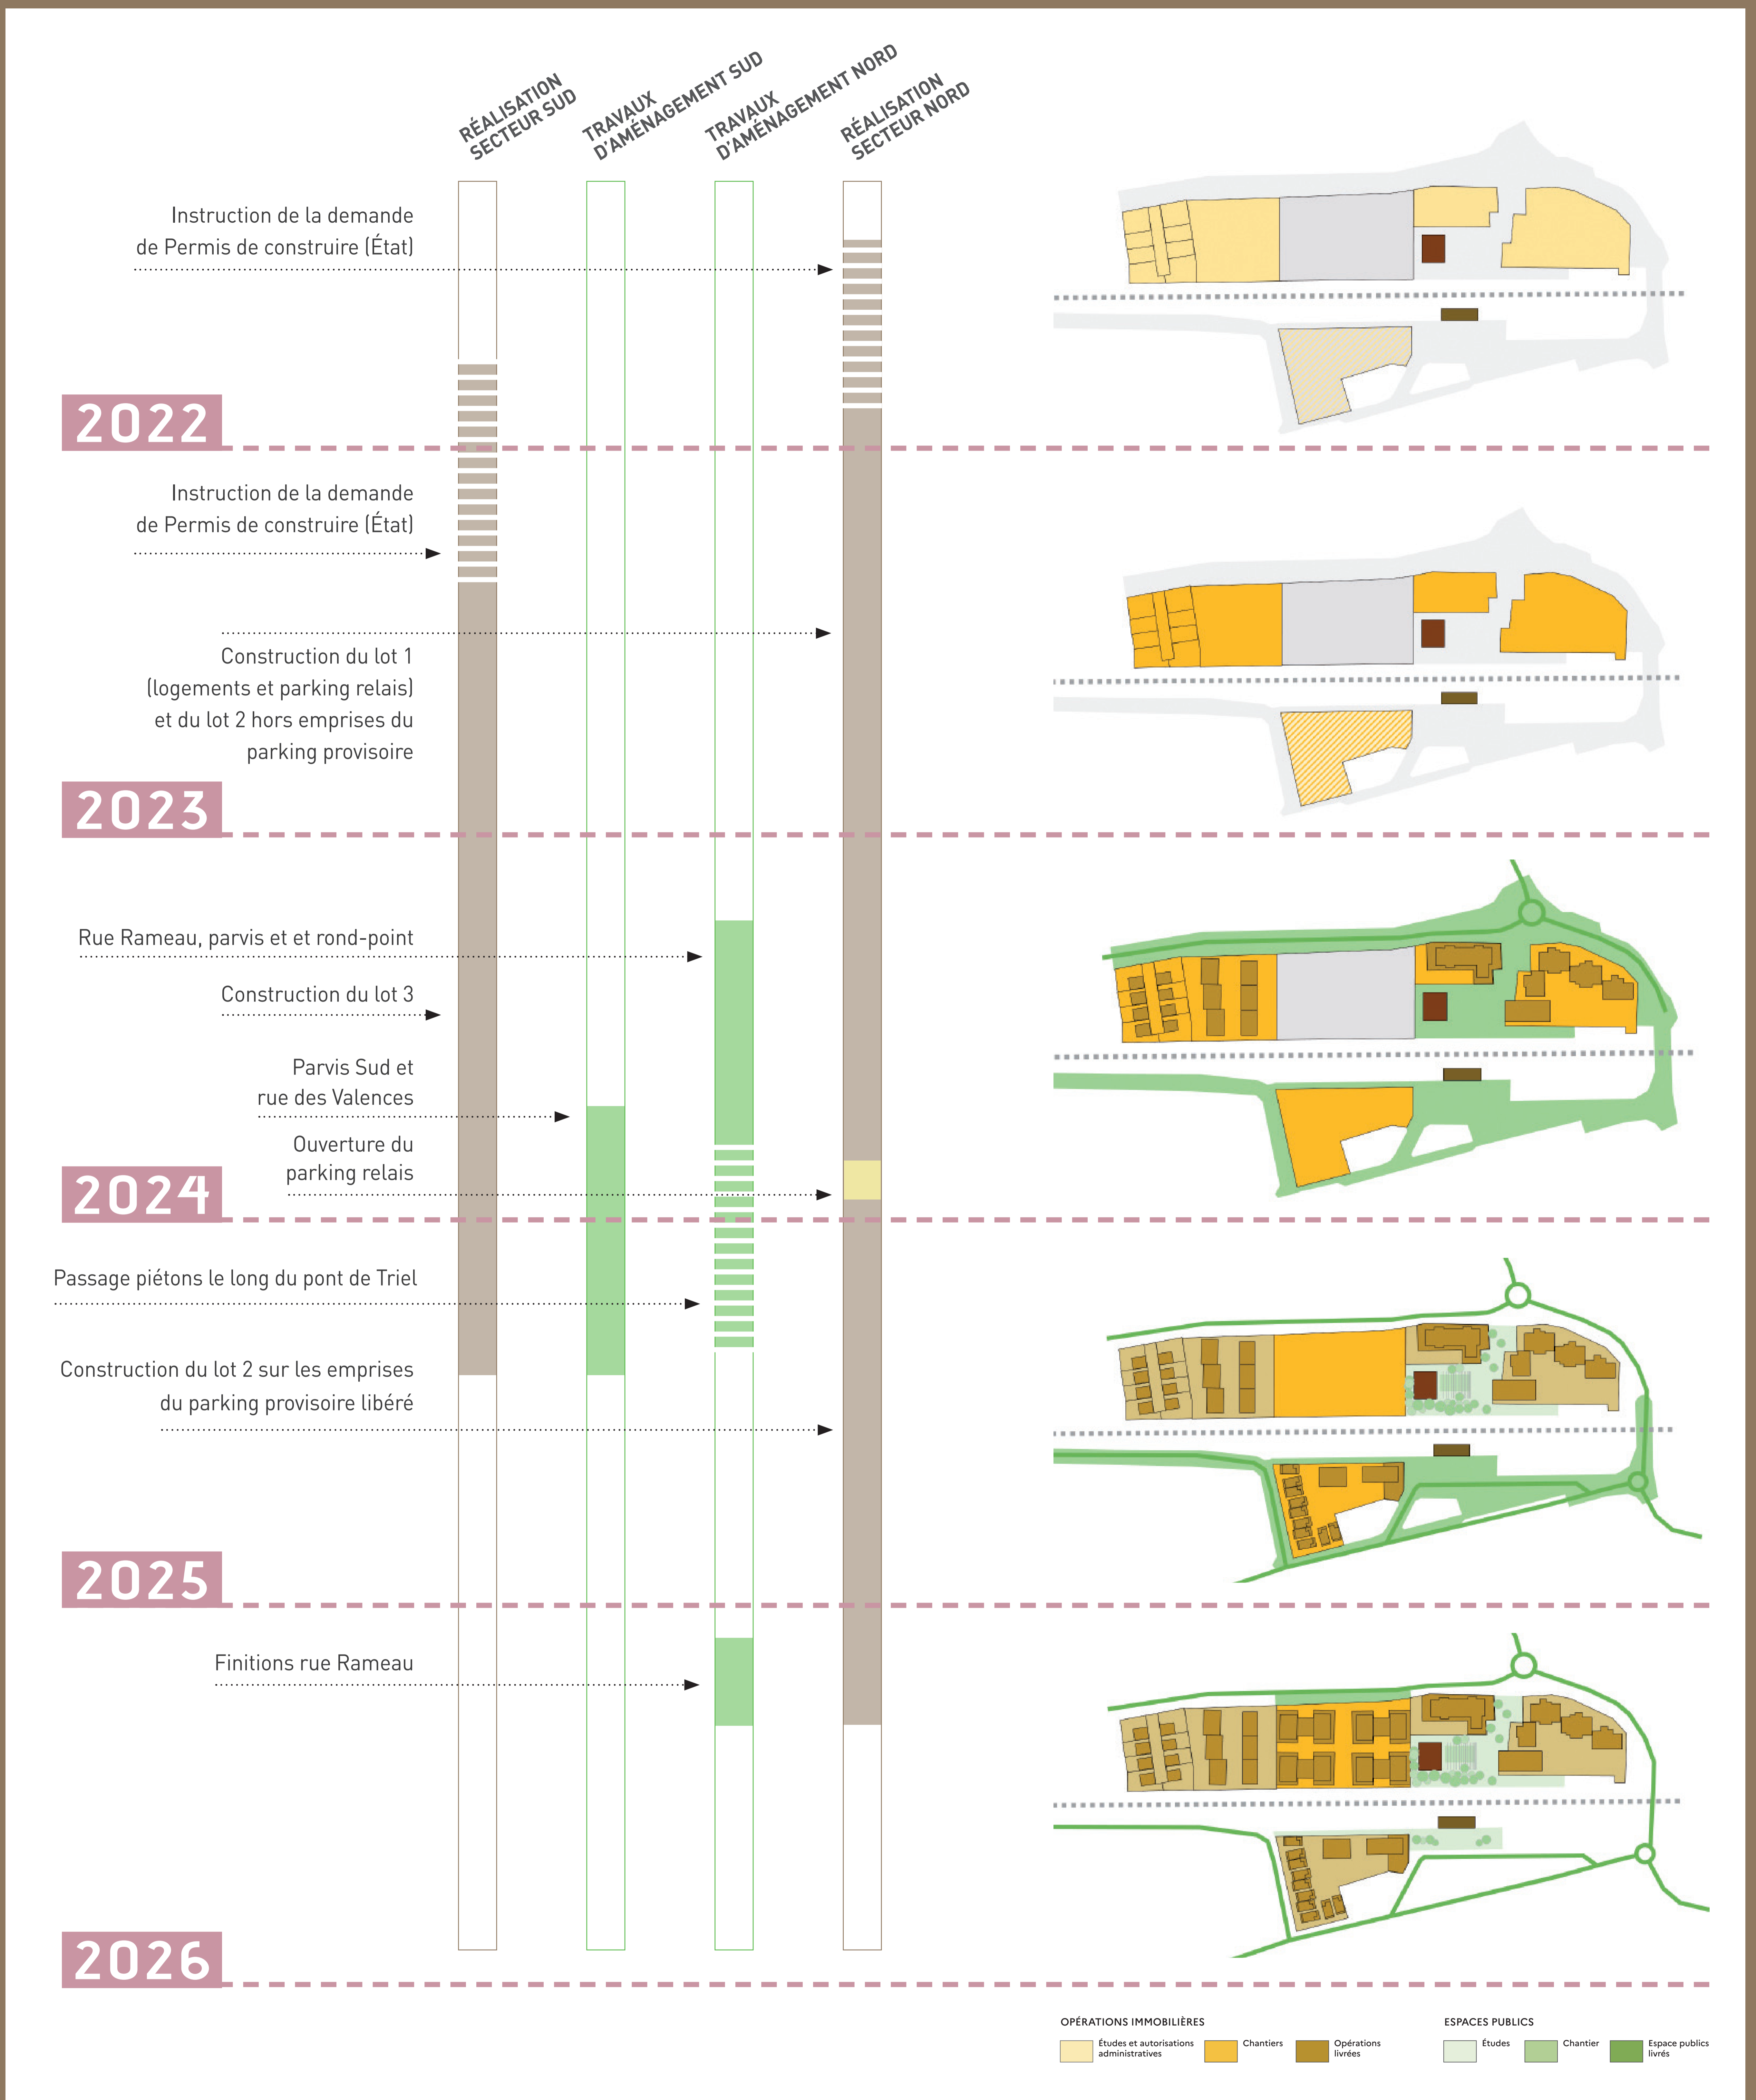 RÉALISATION
SECTEUR SUD
TRAVAUX
D'AMÉNAGEMENT SUD
TRAVAUX
D'AMÉNAGEMENT NORD
RÉALISATION
SECTEUR NORD
Instruction de la demande
de Permis de construire (État)
2022
Instruction de la demande
de Permis de construire (État)
Construction du lot 1
(logements et parking relais)
et du lot 2 hors emprises du
parking provisoire
2023
Rue Rameau, parvis et et rond-point
Construction du lot 3
Parvis Sud et
rue des Valences
Ouverture du
parking relais
2024
Passage piétons le long du pont de Triel
Construction du lot 2 sur les emprises
du parking provisoire libéré
2025
Finitions rue Rameau
2026
OPÉRATIONS IMMOBILIÈRES
Études et autorisations
administratives
Chantiers
Opérations
livrées
ESPACES PUBLICS
Études
Chantier
Espace publics
livrés